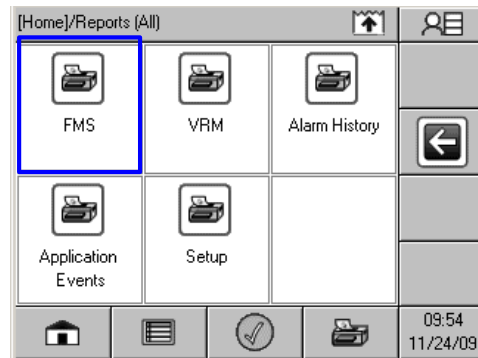 [Home]/Reports (All)
FMS
VRM
Alarm History
Application
Events
Setup
09:54
11/24/09